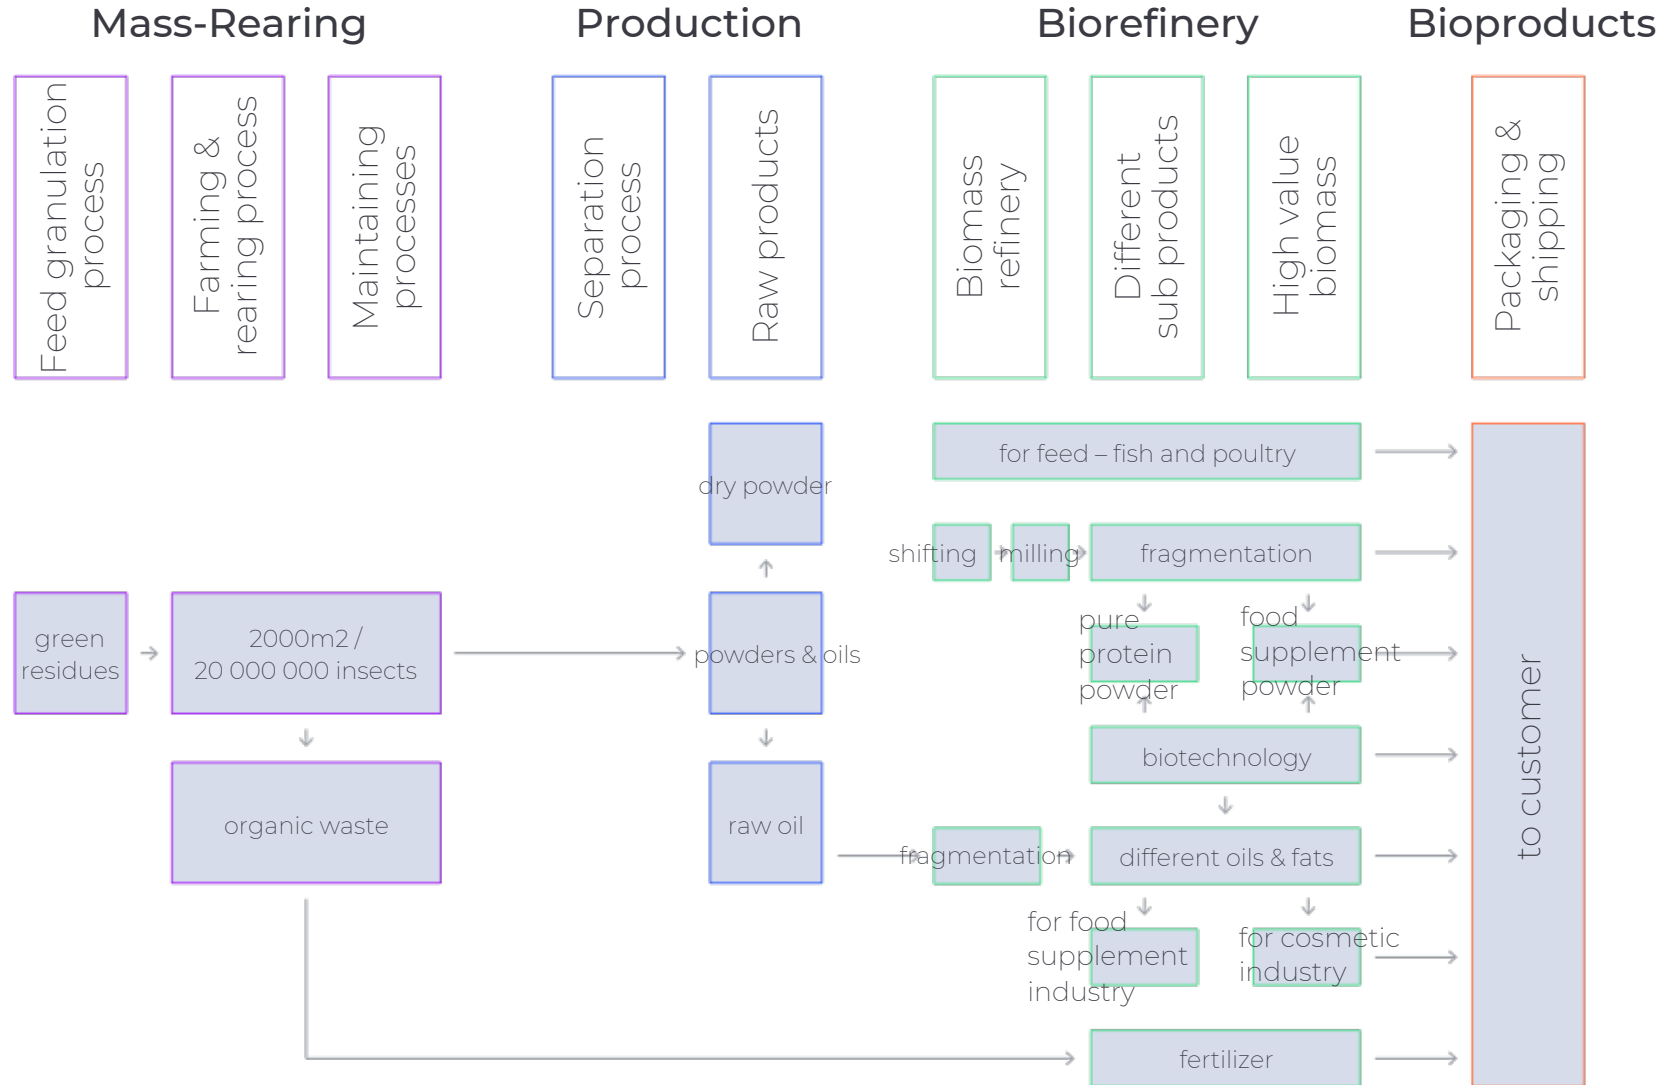 Mass-Rearing
Production
Biorefinery
Bioproducts
Feed granulation
process
Farming &
rearing process
Maintaining
processes
Separation
process
Raw products
Biomass
refinery
Different
sub products
High value
biomass
Packaging &
shipping
for feed – fish and poultry
dry powder
shifting
milling
fragmentation
green
residues
2000m2 /
20 000 000 insects
powders & oils
pure
protein
powder
food
supplement
powder
to customer
biotechnology
organic waste
raw oil
fragmentation
different oils & fats
for food
supplement
industry
for cosmetic
industry
fertilizer